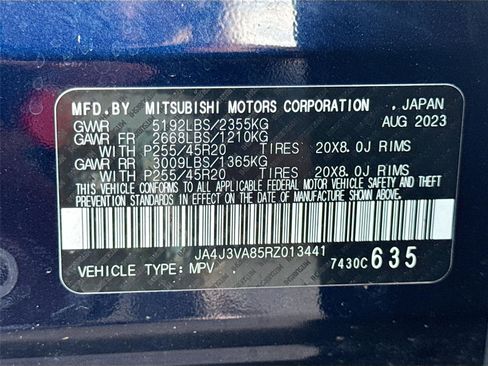 MFD.BY MITSUBISHI MOTORS CORPORATION , JAPAN
GVWR 5192LBS/2355KG AUG 2023
GAWR FR 2668LBS/1210KG
WITH P255/45R20 TIRES 20X8.0J RIMS
GAWR RR 3009LBS/1365KG
WITH P255/45R20 TIRES 20X8.0J RIMS
THIS VEHICLE CONFORMS TO ALL APPLICABLE FEDERAL MOTOR VEHICLE SAFETY AND
THEFT PREVENTION STANDARDS IN EFFECT ON THE DATE OF MANUFACTURE SHOWN ABOVE.
JA4J3VA85RZ013441
VEHICLE TYPE: MPV 7430C635